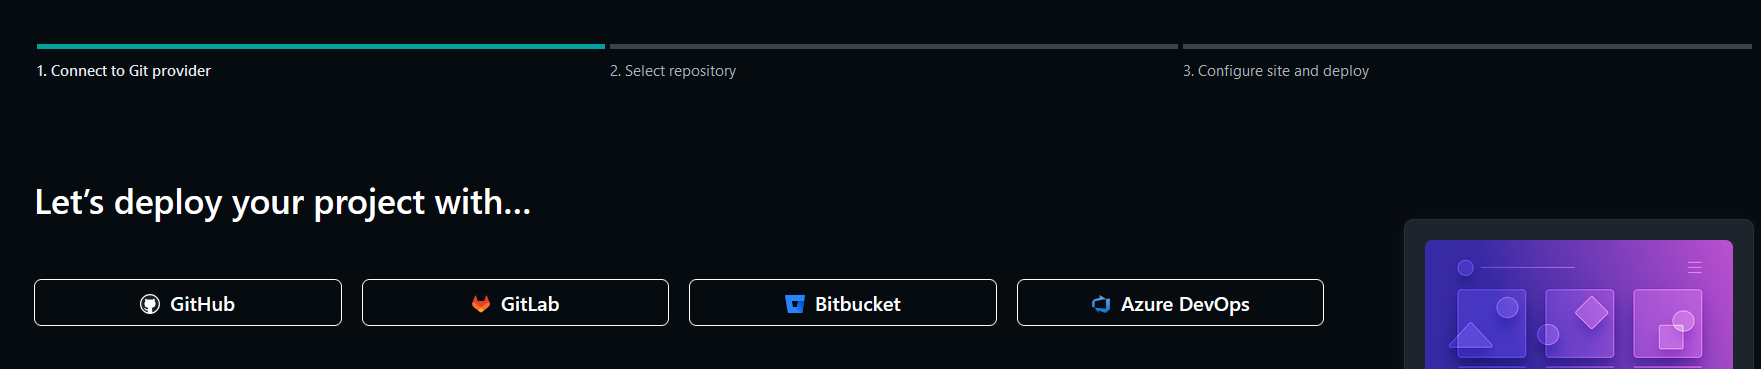 1. Connect to Git provider
2. Select repository
3. Configure site and deploy
Let’s deploy your project with...
GitHub
GitLab
Bitbucket
Azure DevOps